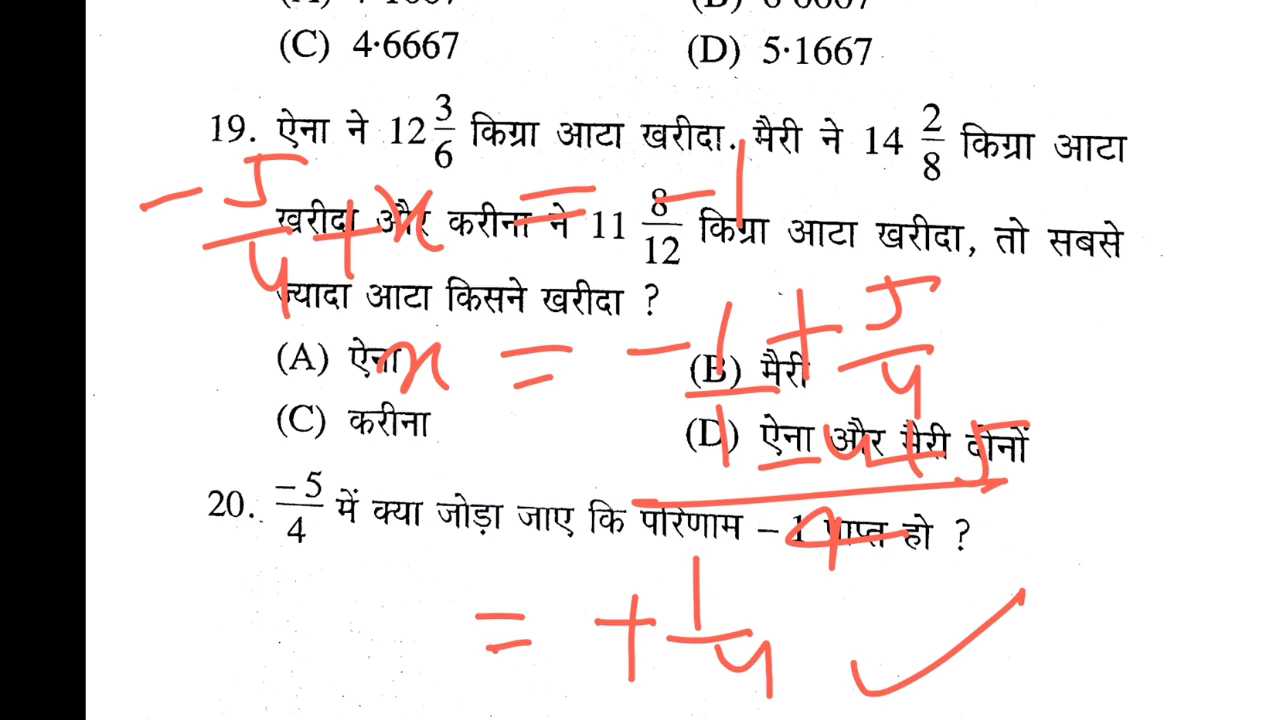 (C) 4·6667 (D) 5·1667
19. ऐना ने 12 3/6 किग्रा आटा खरीदा. मैरी ने 14 2/8 किग्रा आटा
खरीदा और करीना ने 11 8/12 किग्रा आटा खरीदा, तो सबसे
ज्यादा आटा किसने खरीदा ?
(A) ऐना (B) मैरी
(C) करीना (D) ऐना और मैरी दोनों
20. -5/4 में क्या जोड़ा जाए कि परिणाम – 1 प्राप्त हो ?
- 5/4 + x = - 1
x = - 1/1 + 5/4
- 4 + 5 / 4
= + 1/4